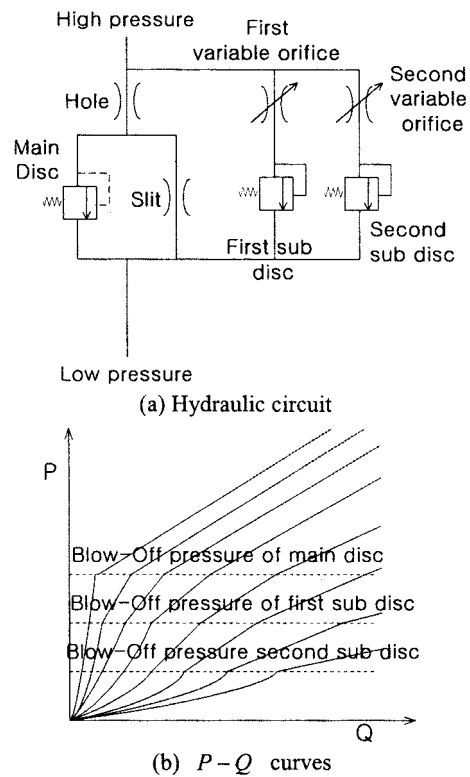 High pressure
First
variable orifice
Hole
Second
variable
orifice
Main
Disc
Slit
First sub
disc
Second
sub disc
Low pressure
(a) Hydraulic circuit
P
Blow-Off pressure of main disc
Blow-Off pressure of first sub disc
Blow-Off pressure second sub disc
Q
(b) P-Q curves